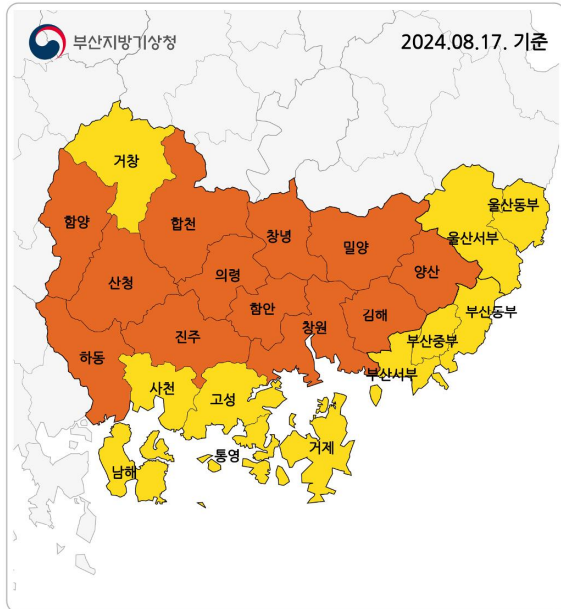 부산지방기상청
2024.08.17. 기준
거창
울산동부
함양
합천
창녕
울산서부
밀양
의령
양산
산청
함안
김해
부산동부
창원
진주
부산중부
하동
부산서부
사천
고성
거제
통영
남해